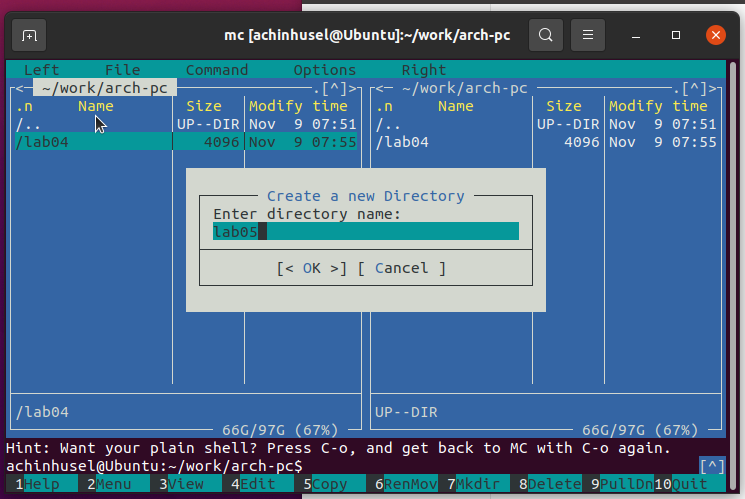 mc [achinhusel@Ubuntu]:~/work/arch-pc
Left File Command Options Right
<─ ~/work/arch-pc ─.[^]>
.n Name Size Modify time
/.. UP--DIR Nov 9 07:51
/lab04 4096 Nov 9 07:55
/lab04
66G/97G (67%)
<─ ~/work/arch-pc ─.[^]>
.n Name Size Modify time
/.. UP--DIR Nov 9 07:51
/lab04 4096 Nov 9 07:55
UP--DIR
66G/97G (67%)
Create a new Directory
Enter directory name:
lab05
[< OK >] [ Cancel ]
Hint: Want your plain shell? Press C-o, and get back to MC with C-o again.
achinhusel@Ubuntu:~/work/arch-pc$ [^]
1Help 2Menu 3View 4Edit 5Copy 6RenMov 7Mkdir 8Delete 9PullDn 10Quit